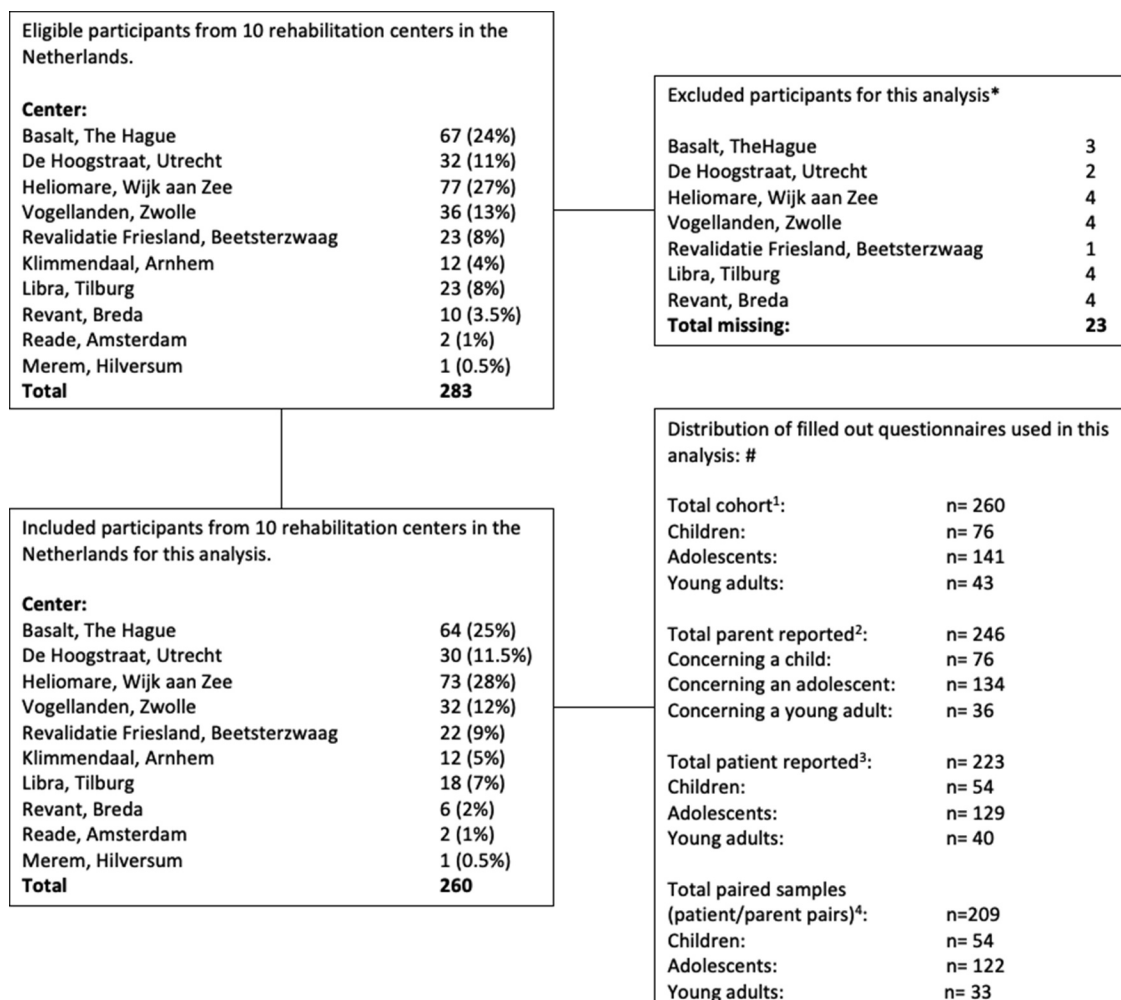 Eligible participants from 10 rehabilitation centers in the
Netherlands.
Center:
Basalt, The Hague 67 (24%)
De Hoogstraat, Utrecht 32 (11%)
Heliomare, Wijk aan Zee 77 (27%)
Vogellanden, Zwolle 36 (13%)
Revalidatie Friesland, Beetsterzwaag 23 (8%)
Klimmendaal, Arnhem 12 (4%)
Libra, Tilburg 23 (8%)
Revant, Breda 10 (3.5%)
Reade, Amsterdam 2 (1%)
Merem, Hilversum 1 (0.5%)
Total 283
Excluded participants for this analysis*
Basalt, TheHague 3
De Hoogstraat, Utrecht 2
Heliomare, Wijk aan Zee 4
Vogellanden, Zwolle 4
Revalidatie Friesland, Beetsterzwaag 1
Libra, Tilburg 4
Revant, Breda 4
Total missing: 23
Included participants from 10 rehabilitation centers in the
Netherlands for this analysis.
Center:
Basalt, The Hague 64 (25%)
De Hoogstraat, Utrecht 30 (11.5%)
Heliomare, Wijk aan Zee 73 (28%)
Vogellanden, Zwolle 32 (12%)
Revalidatie Friesland, Beetsterzwaag 22 (9%)
Klimmendaal, Arnhem 12 (5%)
Libra, Tilburg 18 (7%)
Revant, Breda 6 (2%)
Reade, Amsterdam 2 (1%)
Merem, Hilversum 1 (0.5%)
Total 260
Distribution of filled out questionnaires used in this
analysis: #
Total cohort¹: n= 260
Children: n= 76
Adolescents: n= 141
Young adults: n= 43
Total parent reported²: n= 246
Concerning a child: n= 76
Concerning an adolescent: n= 134
Concerning a young adult: n= 36
Total patient reported³: n= 223
Children: n= 54
Adolescents: n= 129
Young adults: n= 40
Total paired samples
(patient/parent pairs)⁴: n=209
Children: n= 54
Adolescents: n= 122
Young adults: n= 33